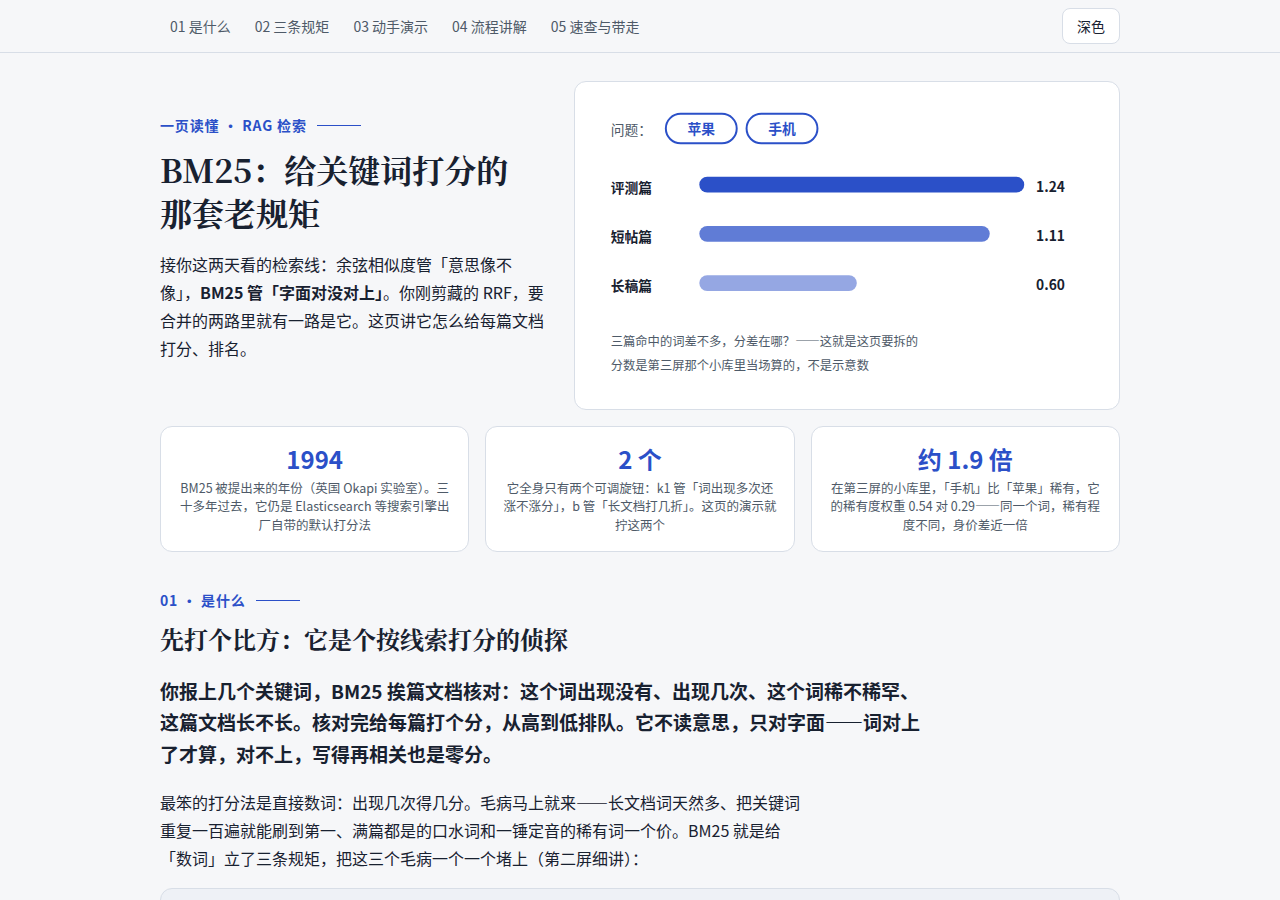 01 是什么 02 三条规矩 03 动手演示 04 流程讲解 05 速查与带走
深色
一页读懂 · RAG 检索
BM25：给关键词打分的
那套老规矩
接你这两天看的检索线：余弦相似度管「意思像不
像」，BM25 管「字面对没对上」。你刚剪藏的 RRF，要
合并的两路里就有一路是它。这页讲它怎么给每篇文档
打分、排名。
问题： 苹果 手机
评测篇 1.24
短帖篇 1.11
长稿篇 0.60
三篇命中的词差不多，分差在哪？——这就是这页要拆的
分数是第三屏那个小库里当场算的，不是示意数
1994
BM25 被提出来的年份（英国 Okapi 实验室）。三
十多年过去，它仍是 Elasticsearch 等搜索引擎出
厂自带的默认打分法
2 个
它全身只有两个可调旋钮：k1 管「词出现多次还
涨不涨分」，b 管「长文档打几折」。这页的演示就
拧这两个
约 1.9 倍
在第三屏的小库里，「手机」比「苹果」稀有，它
的稀有度权重 0.54 对 0.29——同一个词，稀有程
度不同，身价差近一倍
01 · 是什么
先打个比方：它是个按线索打分的侦探
你报上几个关键词，BM25 挨篇文档核对：这个词出现没有、出现几次、这个词稀不稀罕、
这篇文档长不长。核对完给每篇打个分，从高到低排队。它不读意思，只对字面——词对上
了才算，对不上，写得再相关也是零分。
最笨的打分法是直接数词：出现几次得几分。毛病马上就来——长文档词天然多、把关键词
重复一百遍就能刷到第一、满篇都是的口水词和一锤定音的稀有词一个价。BM25 就是给
「数词」立了三条规矩，把这三个毛病一个一个堵上（第二屏细讲）：